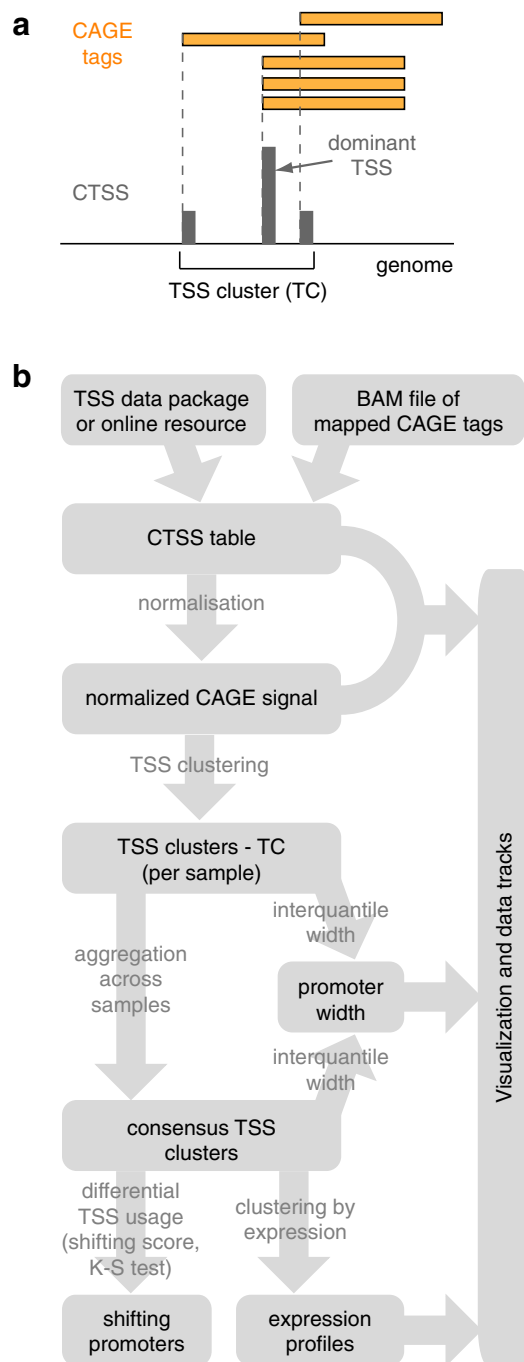 a
CAGE
tags
dominant
TSS
CTSS
genome
TSS cluster (TC)
b
TSS data package
or online resource
BAM file of
mapped CAGE tags
CTSS table
normalisation
normalized CAGE signal
TSS clustering
TSS clusters - TC
(per sample)
interquantile
width
aggregation
across
samples
promoter
width
interquantile
width
consensus TSS
clusters
differential
TSS usage
(shifting score,
K-S test)
clustering by
expression
shifting
promoters
expression
profiles
Visualization and data tracks